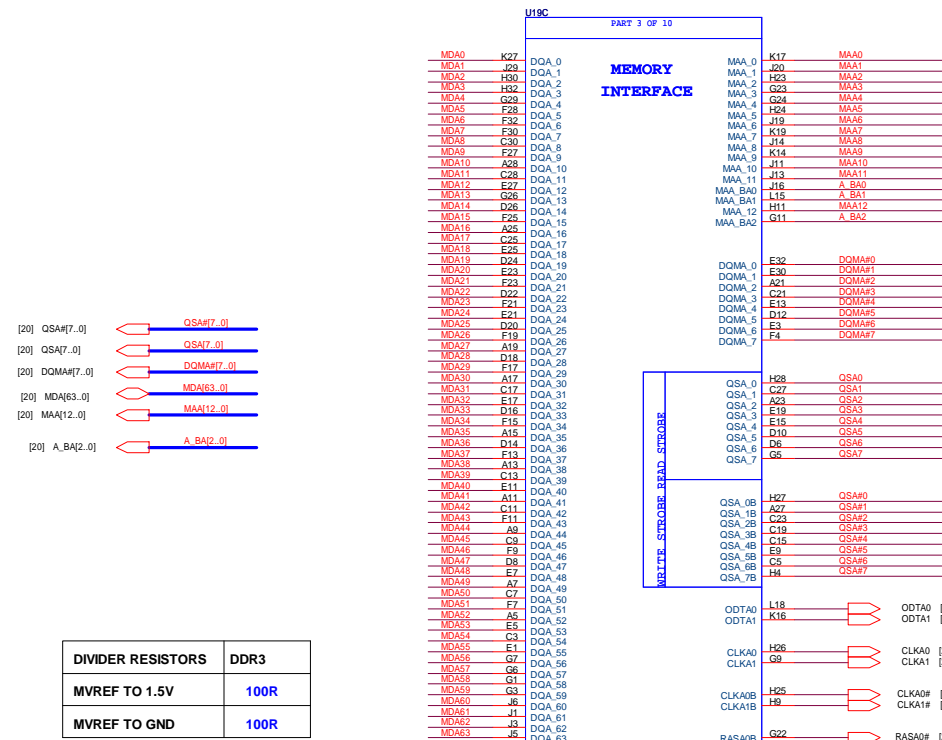 U19C
PART 3 OF 10
MEMORY
INTERFACE
MDA0 K27 DQA_0
MDA1 J29 DQA_1
MDA2 H30 DQA_2
MDA3 H32 DQA_3
MDA4 G29 DQA_4
MDA5 F28 DQA_5
MDA6 F32 DQA_6
MDA7 F30 DQA_7
MDA8 C30 DQA_8
MDA9 F27 DQA_9
MDA10 A28 DQA_10
MDA11 C28 DQA_11
MDA12 E27 DQA_12
MDA13 G26 DQA_13
MDA14 D26 DQA_14
MDA15 F25 DQA_15
MDA16 A25 DQA_16
MDA17 C25 DQA_17
MDA18 E25 DQA_18
MDA19 D24 DQA_19
MDA20 E23 DQA_20
MDA21 F23 DQA_21
MDA22 D22 DQA_22
MDA23 F21 DQA_23
MDA24 E21 DQA_24
MDA25 D20 DQA_25
MDA26 F19 DQA_26
MDA27 A19 DQA_27
MDA28 D18 DQA_28
MDA29 F17 DQA_29
MDA30 A17 DQA_30
MDA31 C17 DQA_31
MDA32 E17 DQA_32
MDA33 D16 DQA_33
MDA34 F15 DQA_34
MDA35 A15 DQA_35
MDA36 D14 DQA_36
MDA37 F13 DQA_37
MDA38 A13 DQA_38
MDA39 C13 DQA_39
MDA40 E11 DQA_40
MDA41 A11 DQA_41
MDA42 C11 DQA_42
MDA43 F11 DQA_43
MDA44 A9 DQA_44
MDA45 C9 DQA_45
MDA46 F9 DQA_46
MDA47 D8 DQA_47
MDA48 E7 DQA_48
MDA49 A7 DQA_49
MDA50 C7 DQA_50
MDA51 F7 DQA_51
MDA52 A5 DQA_52
MDA53 E5 DQA_53
MDA54 C3 DQA_54
MDA55 E1 DQA_55
MDA56 G7 DQA_56
MDA57 G6 DQA_57
MDA58 G1 DQA_58
MDA59 G3 DQA_59
MDA60 J6 DQA_60
MDA61 J1 DQA_61
MDA62 J3 DQA_62
MDA63 J5 DQA_63
MAA_0 K17 MAA0
MAA_1 J20 MAA1
MAA_2 H23 MAA2
MAA_3 G23 MAA3
MAA_4 G24 MAA4
MAA_5 H24 MAA5
MAA_6 J19 MAA6
MAA_7 K19 MAA7
MAA_8 J14 MAA8
MAA_9 K14 MAA9
MAA_10 J11 MAA10
MAA_11 J13 MAA11
MAA_BA0 J16 A_BA0
MAA_BA1 L15 A_BA1
MAA_12 H11 MAA12
MAA_BA2 G11 A_BA2
DQMA_0 E32 DQMA#0
DQMA_1 E30 DQMA#1
DQMA_2 A21 DQMA#2
DQMA_3 C21 DQMA#3
DQMA_4 E13 DQMA#4
DQMA_5 D12 DQMA#5
DQMA_6 E3 DQMA#6
DQMA_7 F4 DQMA#7
READ STROBE
QSA_0 H28 QSA0
QSA_1 C27 QSA1
QSA_2 A23 QSA2
QSA_3 E19 QSA3
QSA_4 E15 QSA4
QSA_5 D10 QSA5
QSA_6 D6 QSA6
QSA_7 G5 QSA7
WRITE STROBE
QSA_0B H27 QSA#0
QSA_1B A27 QSA#1
QSA_2B C23 QSA#2
QSA_3B C19 QSA#3
QSA_4B C15 QSA#4
QSA_5B E9 QSA#5
QSA_6B C5 QSA#6
QSA_7B H4 QSA#7
ODTA0 L18 ODTA0 [
ODTA1 K16 ODTA1 [
CLKA0 H26 CLKA0 [
CLKA1 G9 CLKA1 [
CLKA0B H25 CLKA0# [
CLKA1B H9 CLKA1# [
RASA0B G22 RASA0# [
[20] QSA#[7..0] QSA#[7..0]
[20] QSA[7..0] QSA[7..0]
[20] DQMA#[7..0] DQMA#[7..0]
[20] MDA[63..0] MDA[63..0]
[20] MAA[12..0] MAA[12..0]
[20] A_BA[2..0] A_BA[2..0]
DIVIDER RESISTORS DDR3
MVREF TO 1.5V 100R
MVREF TO GND 100R